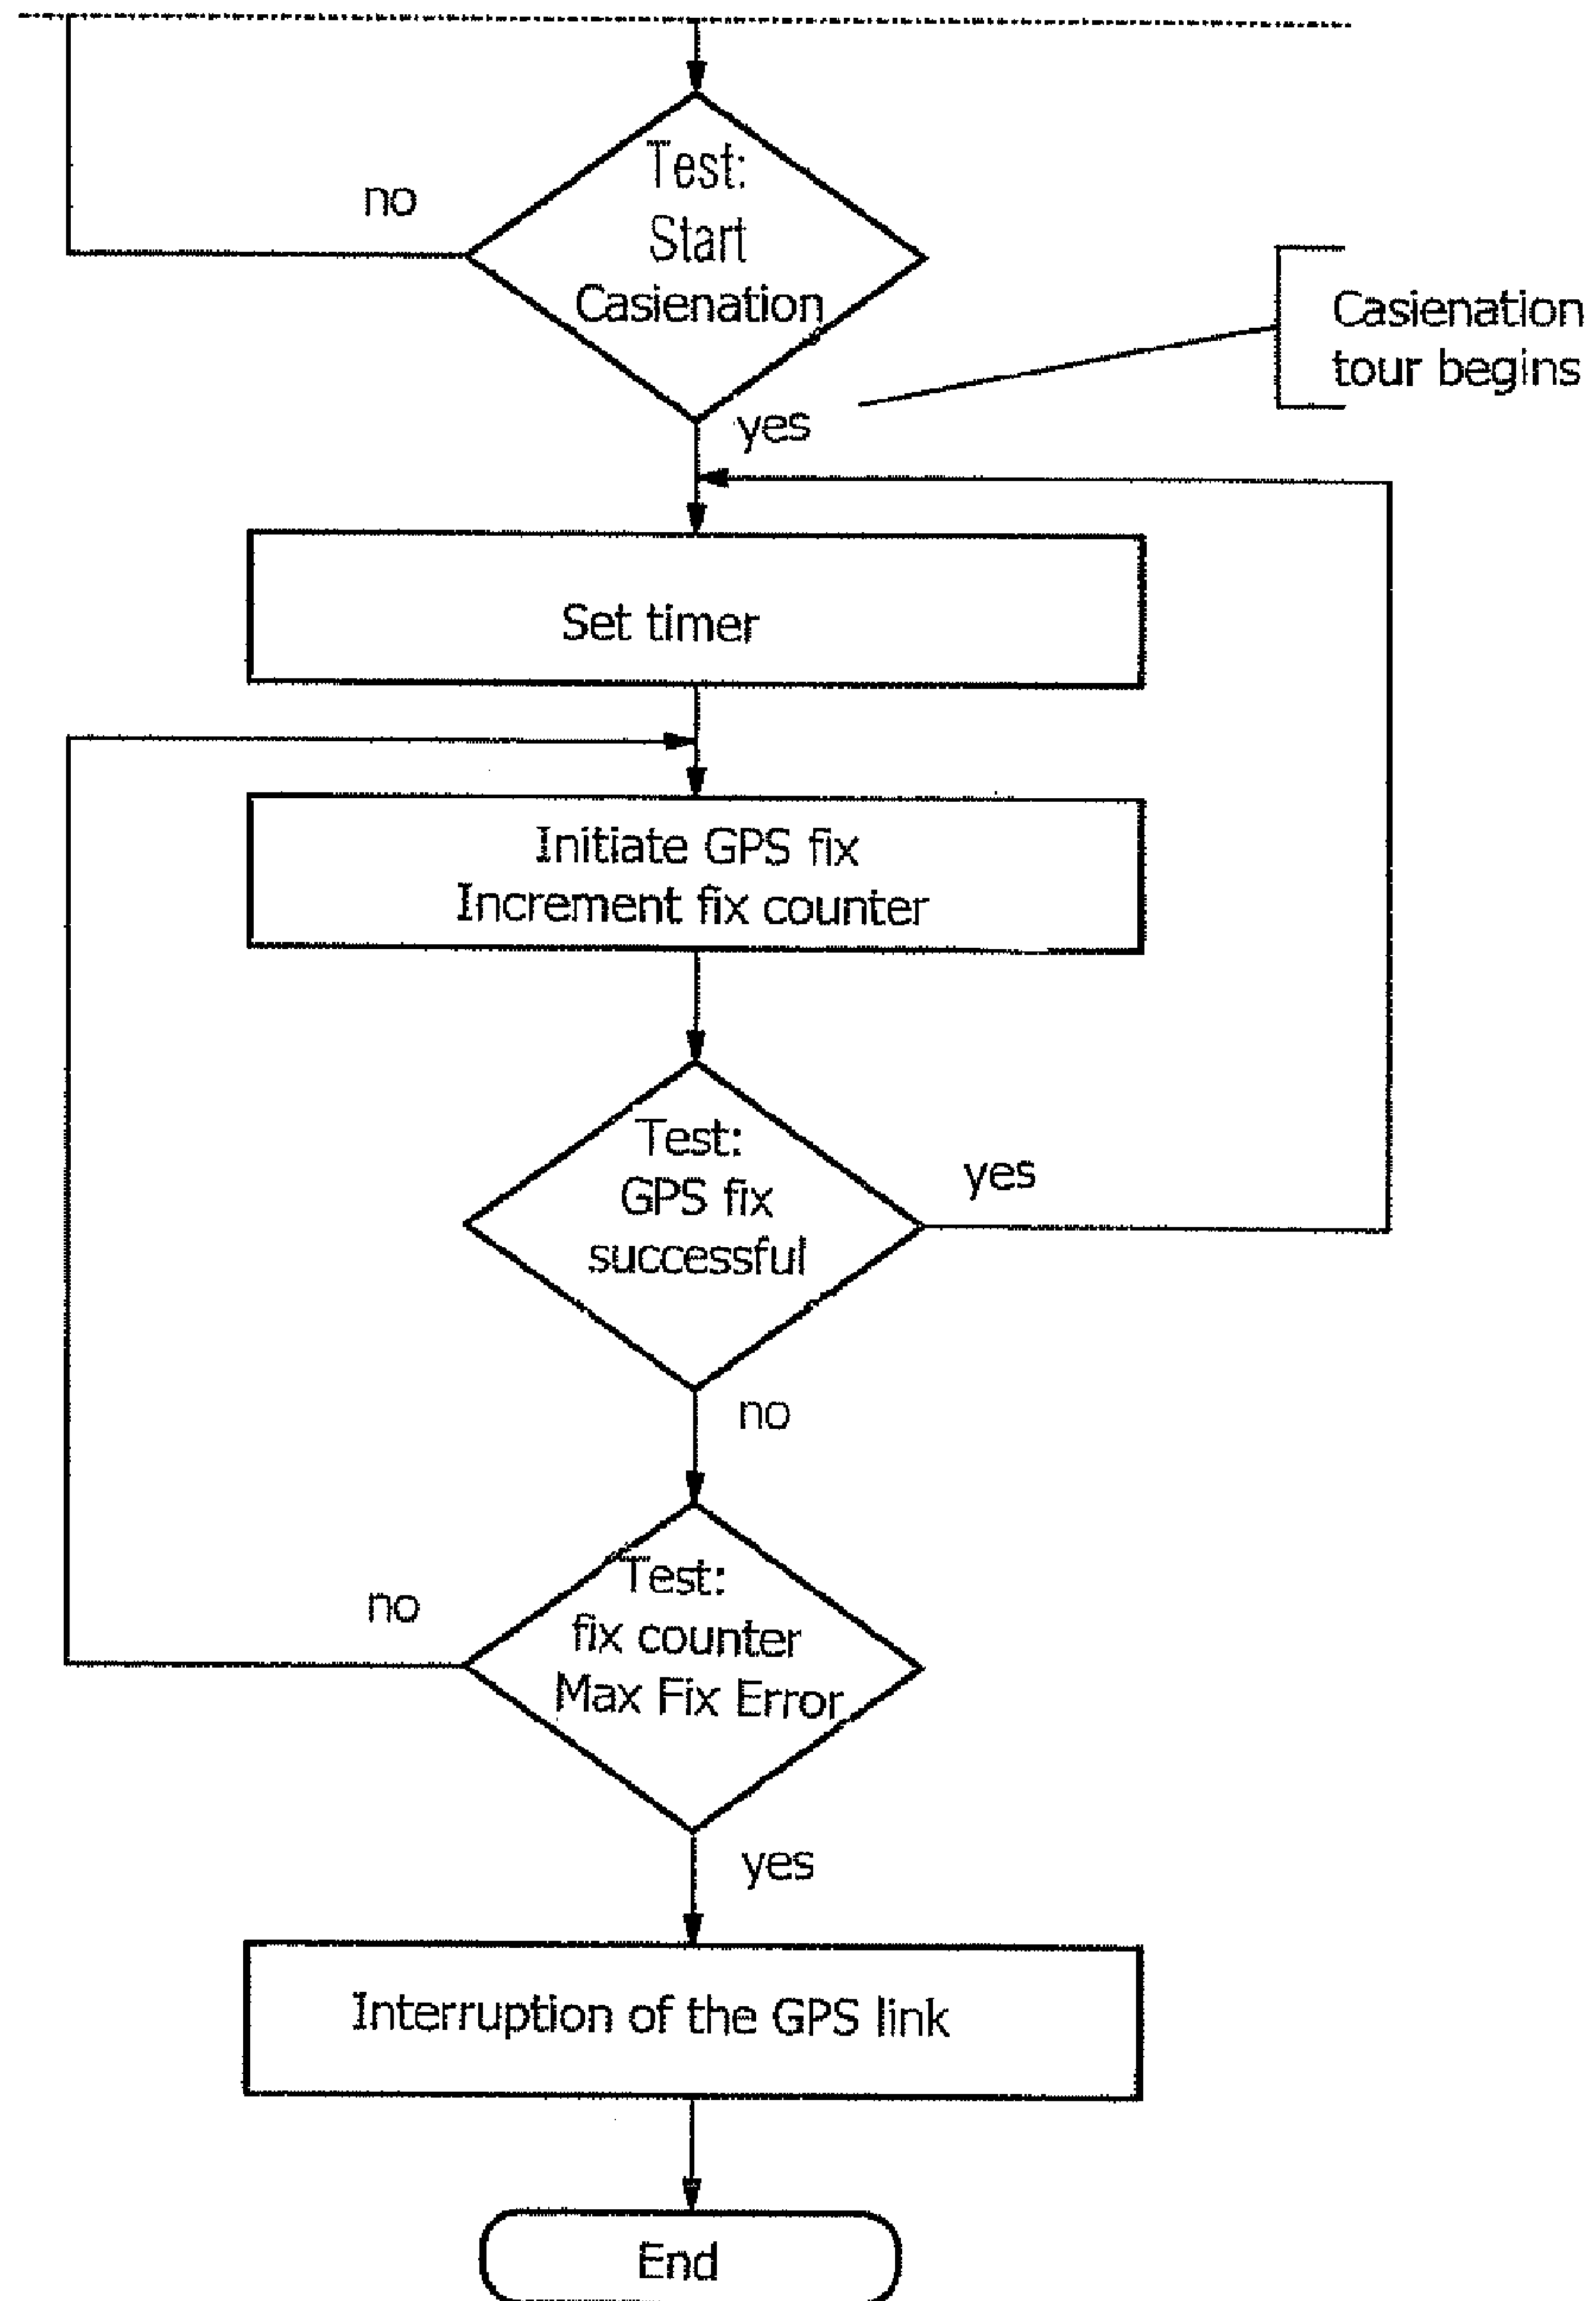 Test:
Start
Casienation
no
yes
Casienation
tour begins
Set timer
Initiate GPS fix
Increment fix counter
Test:
GPS fix
successful
yes
no
Test:
fix counter
Max Fix Error
no
yes
Interruption of the GPS link
End